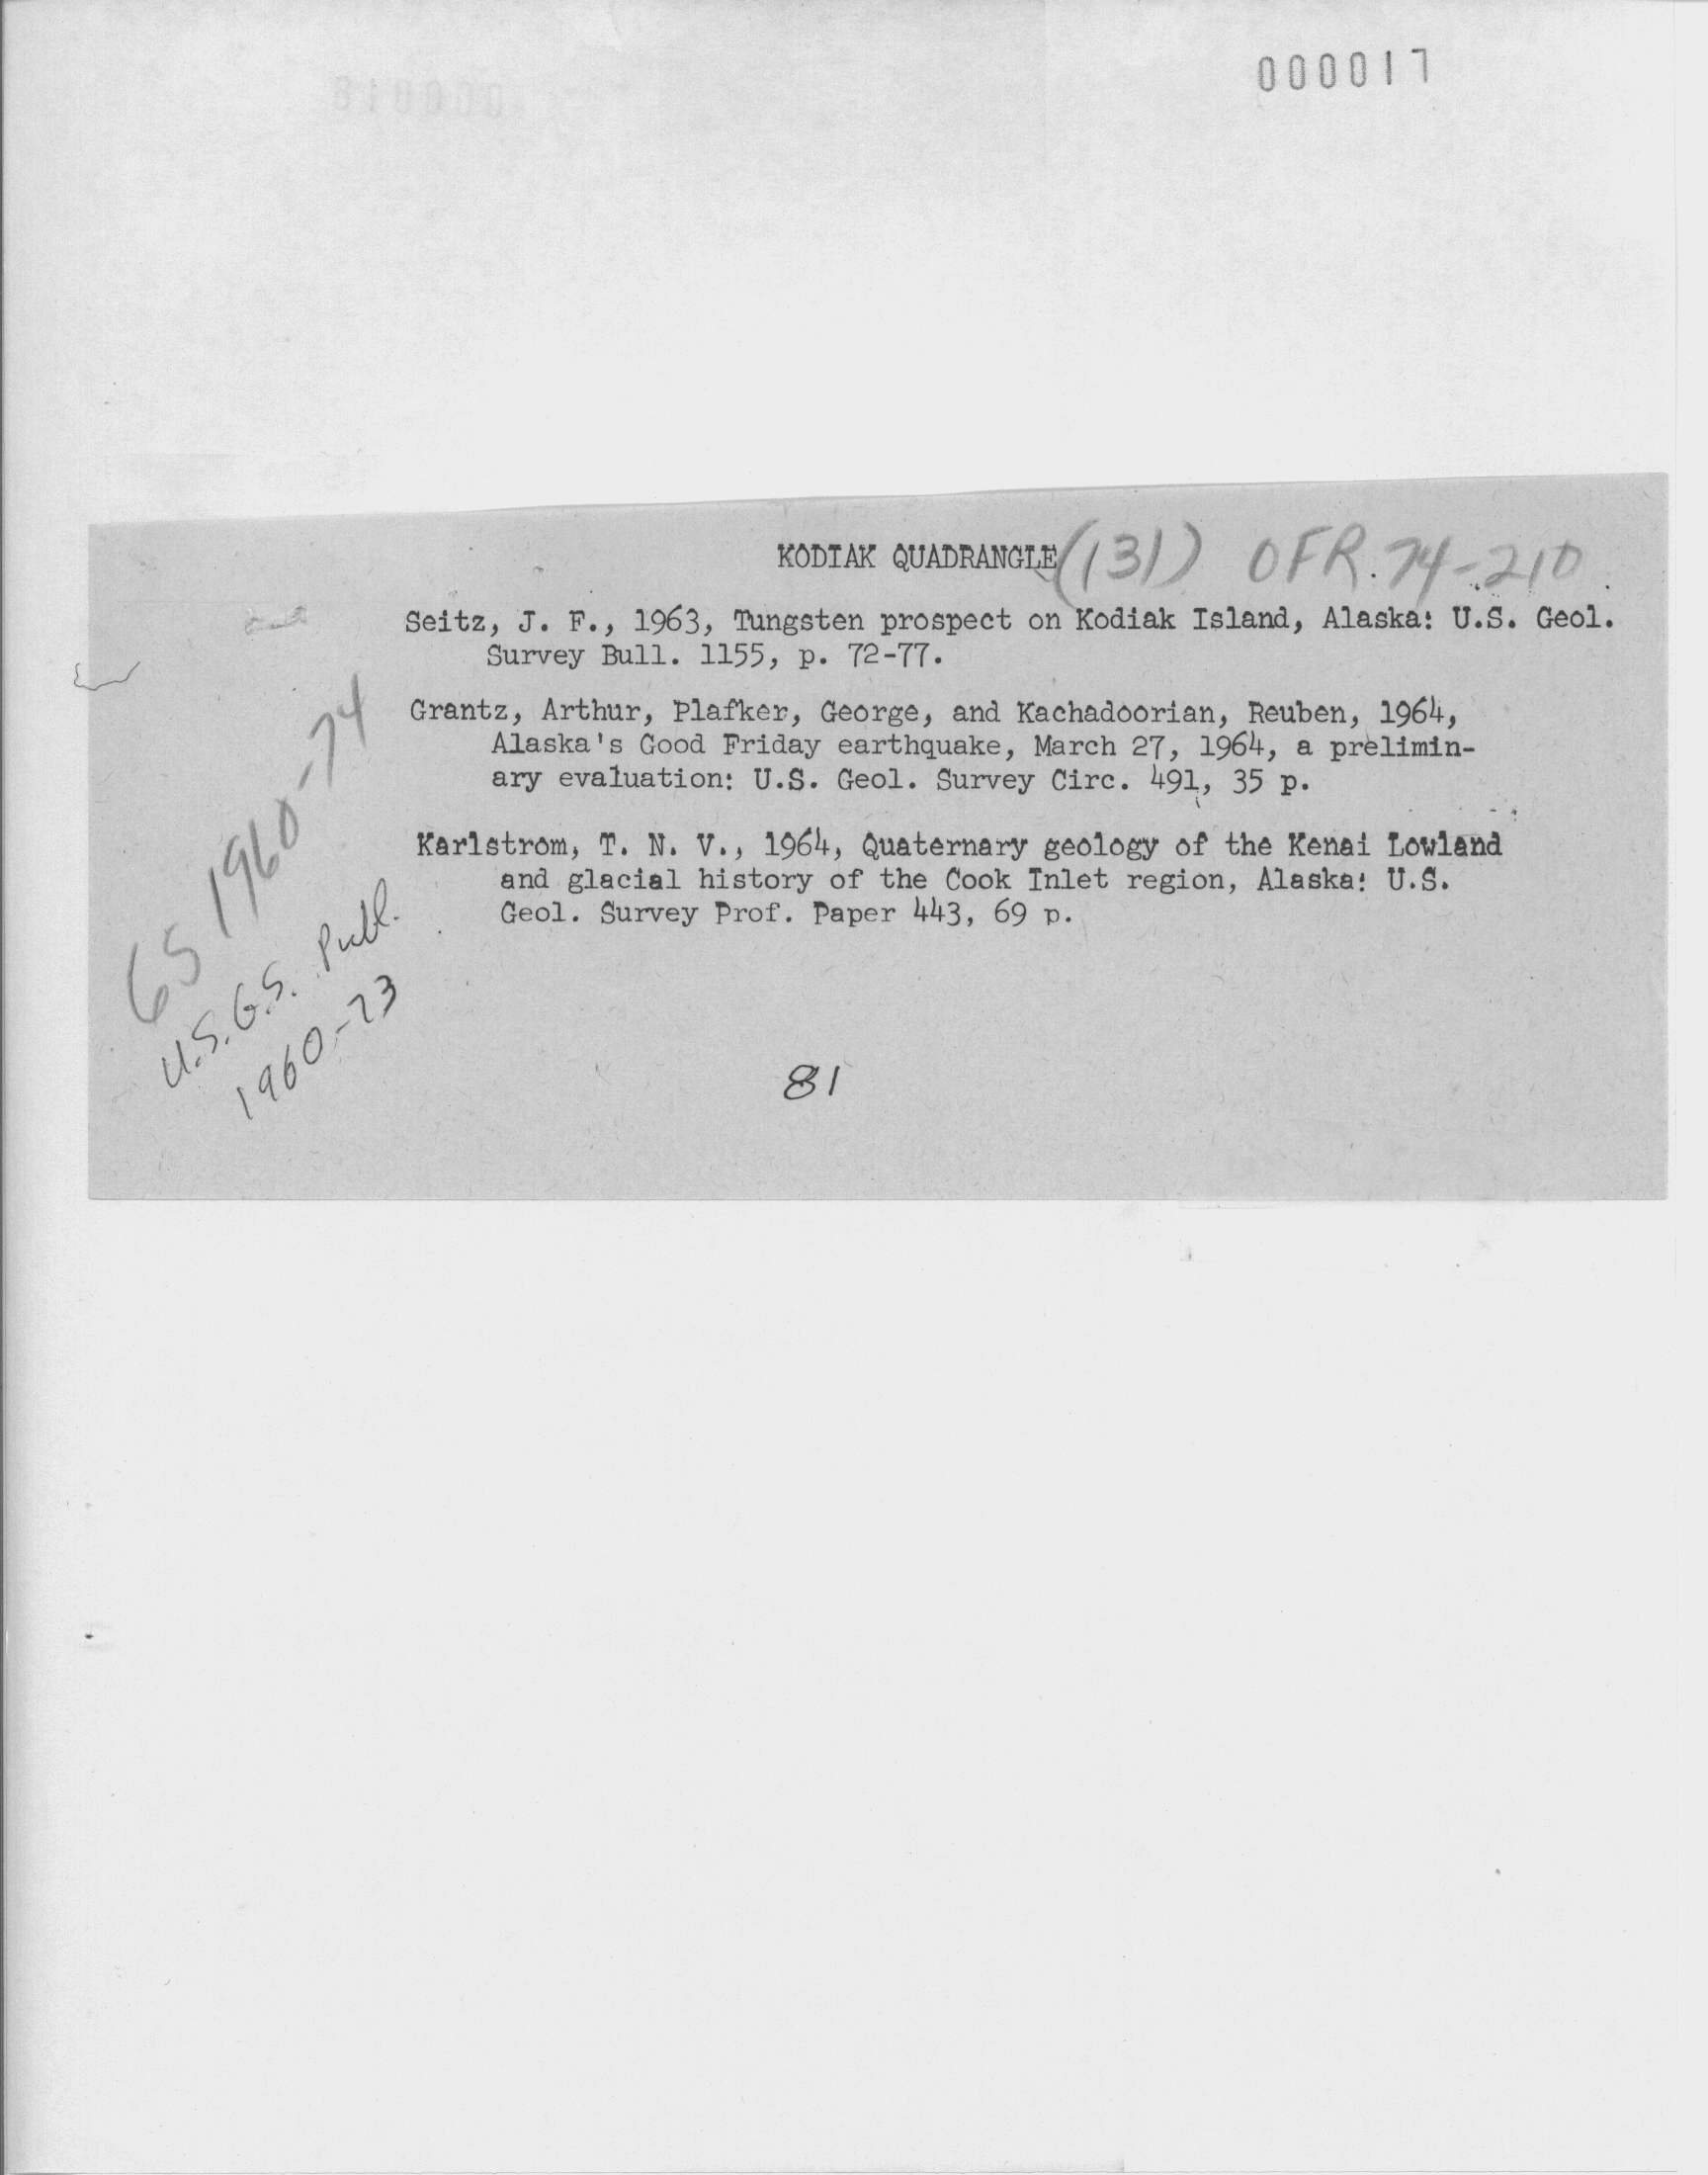 000017
KODIAK QUADRANGLE (131) OFR. 74-210
Seitz, J. F., 1963, Tungsten prospect on Kodiak Island, Alaska: U.S. Geol.
Survey Bull. 1155, p. 72-77.
Grantz, Arthur, Plafker, George, and Kachadoorian, Reuben, 1964,
Alaska's Good Friday earthquake, March 27, 1964, a prelimin-
ary evaluation: U.S. Geol. Survey Circ. 491, 35 p.
Karlstrom, T. N. V., 1964, Quaternary geology of the Kenai Lowland
and glacial history of the Cook Inlet region, Alaska: U.S.
Geol. Survey Prof. Paper 443, 69 p.
GS 1960-74
U.S.G.S. Publ.
1960-73
81